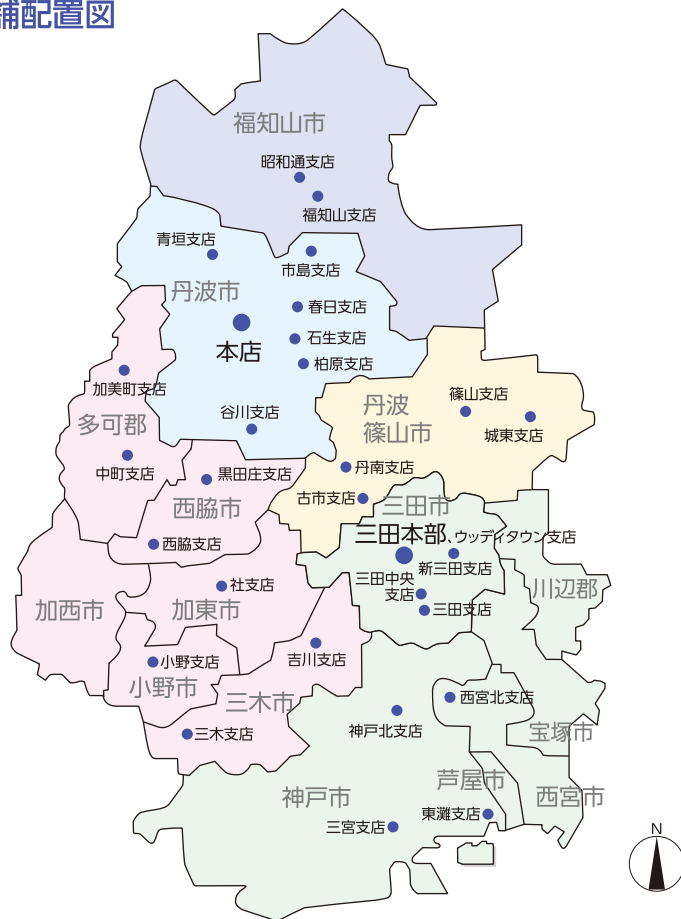 舗配置図
福知山市
昭和通支店
福知山支店
青垣支店
市島支店
丹波市
春日支店
石生支店
本店
柏原支店
加美町支店
谷川支店
丹波
篠山市
篠山支店
城東支店
多可郡
中町支店
黒田庄支店
丹南支店
古市支店
西脇市
西脇支店
三田市
三田本部、ウッディタウン支店
新三田支店
三田中央
支店
三田支店
川辺郡
加西市
社支店
加東市
吉川支店
小野支店
小野市
三木市
三木支店
西宮北支店
神戸北支店
宝塚市
芦屋市
西宮市
神戸市
東灘支店
三宮支店
N